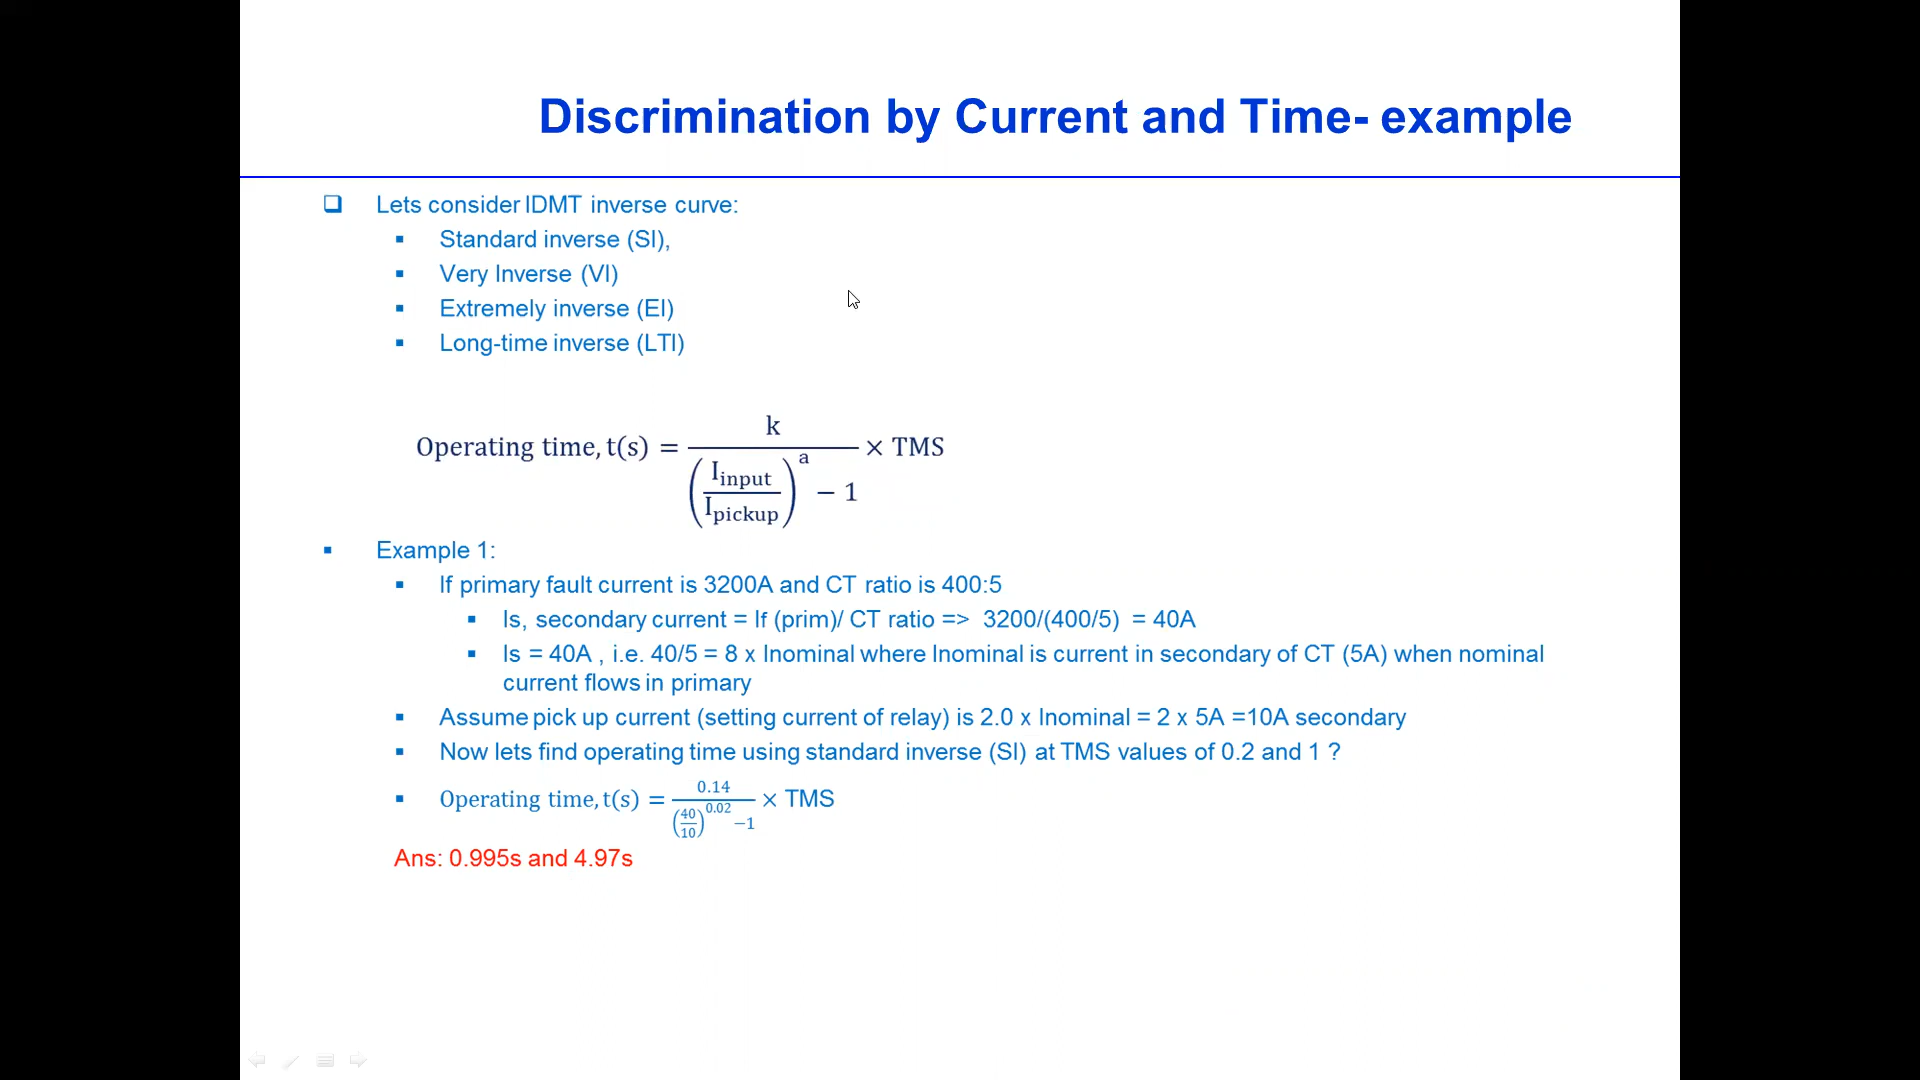 Discrimination by Current and Time- example
❑ Lets consider IDMT inverse curve:
▪ Standard inverse (SI),
▪ Very Inverse (VI)
▪ Extremely inverse (EI)
▪ Long-time inverse (LTI)
Operating time, t(s) = k / ((I_input / I_pickup)^a − 1) × TMS
▪ Example 1:
▪ If primary fault current is 3200A and CT ratio is 400:5
▪ Is, secondary current = If (prim)/ CT ratio => 3200/(400/5) = 40A
▪ Is = 40A , i.e. 40/5 = 8 x Inominal where Inominal is current in secondary of CT (5A) when nominal
current flows in primary
▪ Assume pick up current (setting current of relay) is 2.0 x Inominal = 2 x 5A =10A secondary
▪ Now lets find operating time using standard inverse (SI) at TMS values of 0.2 and 1 ?
▪ Operating time, t(s) = 0.14 / ((40/10)^0.02 −1) × TMS
Ans: 0.995s and 4.97s